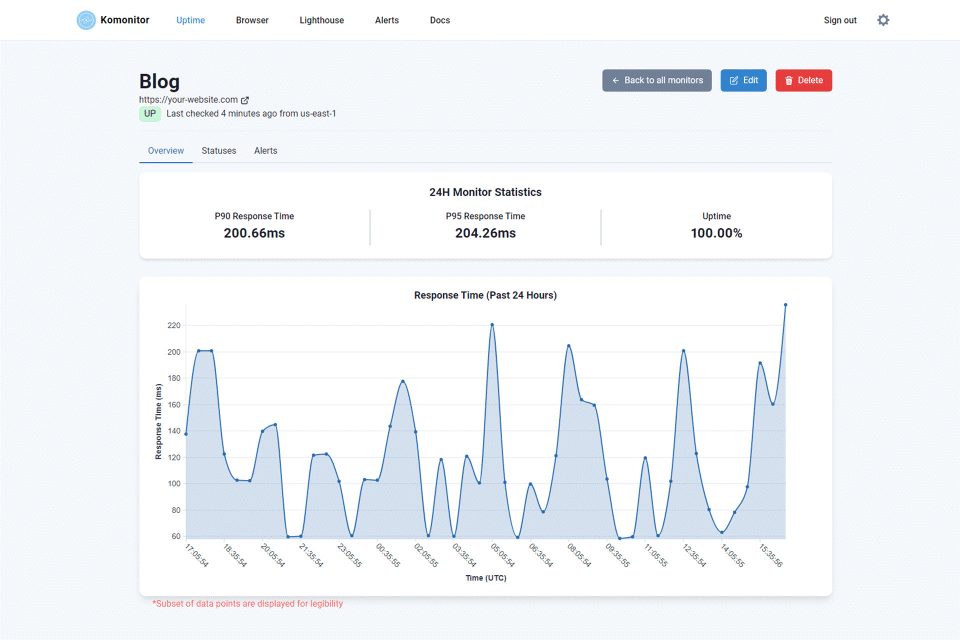 Komonitor Uptime Browser Lighthouse Alerts Docs Sign out
Blog
← Back to all monitors Edit Delete
https://your-website.com
UP Last checked 4 minutes ago from us-east-1
Overview Statuses Alerts
24H Monitor Statistics
P90 Response Time P95 Response Time Uptime
200.66ms 204.26ms 100.00%
Response Time (Past 24 Hours)
Response Time (ms)
220
200
180
160
140
120
100
80
60
17:05:54 18:35:54 20:05:54 21:35:54 23:05:55 00:35:55 02:05:55 03:35:54 05:05:54 06:35:54 08:05:54 09:35:55 11:05:55 12:35:54 14:05:55 15:35:56
Time (UTC)
*Subset of data points are displayed for legibility